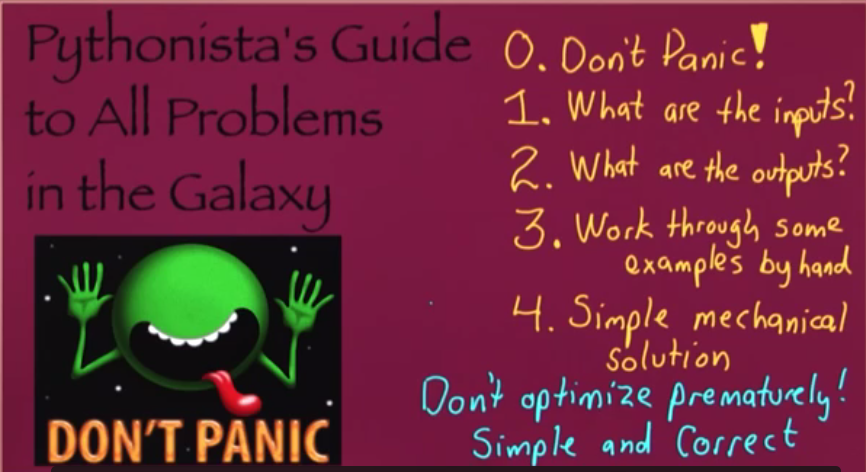 Pythonista's Guide
to All Problems
in the Galaxy
DON'T PANIC
0. Don't Panic!
1. What are the inputs?
2. What are the outputs?
3. Work through some
examples by hand
4. Simple mechanical
solution
Don't optimize prematurely!
Simple and Correct